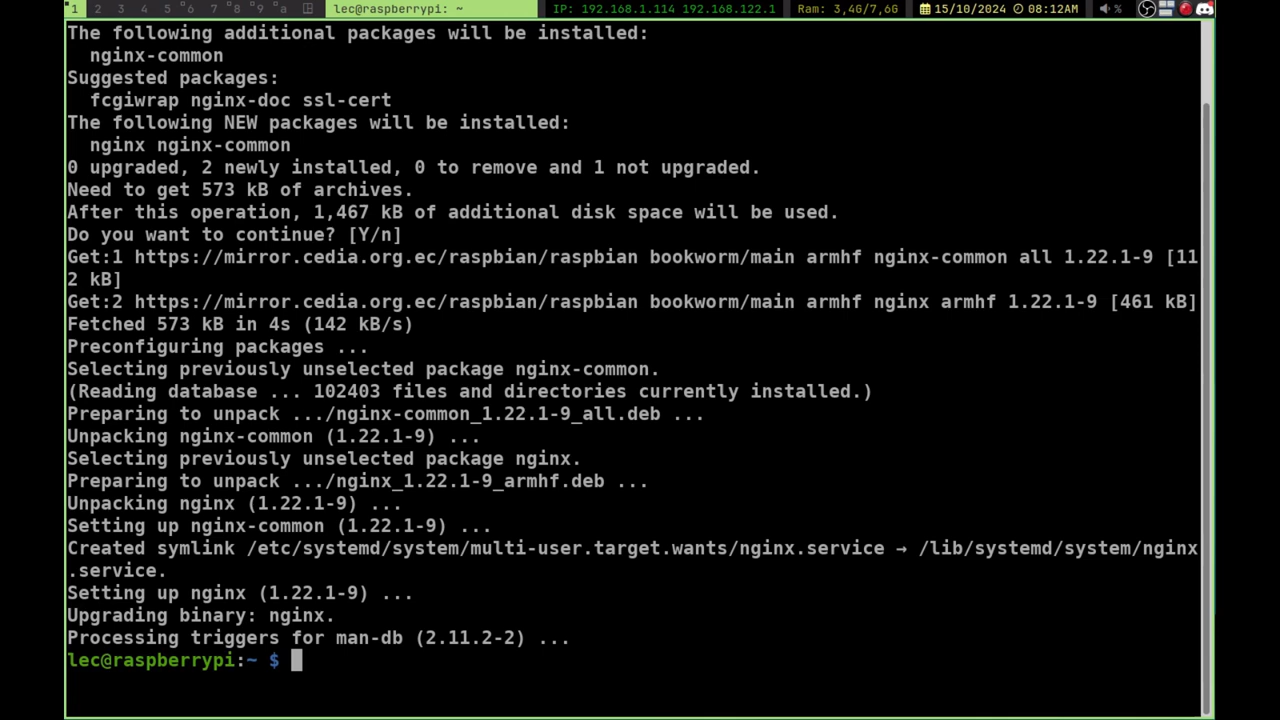 1 2 3 4 5 6 7 8 9 a lec@raspberrypi: ~ IP: 192.168.1.114 192.168.122.1 Ram: 3,4G/7,6G 15/10/2024 08:12AM %
The following additional packages will be installed:
  nginx-common
Suggested packages:
  fcgiwrap nginx-doc ssl-cert
The following NEW packages will be installed:
  nginx nginx-common
0 upgraded, 2 newly installed, 0 to remove and 1 not upgraded.
Need to get 573 kB of archives.
After this operation, 1,467 kB of additional disk space will be used.
Do you want to continue? [Y/n]
Get:1 https://mirror.cedia.org.ec/raspbian/raspbian bookworm/main armhf nginx-common all 1.22.1-9 [11
2 kB]
Get:2 https://mirror.cedia.org.ec/raspbian/raspbian bookworm/main armhf nginx armhf 1.22.1-9 [461 kB]
Fetched 573 kB in 4s (142 kB/s)
Preconfiguring packages ...
Selecting previously unselected package nginx-common.
(Reading database ... 102403 files and directories currently installed.)
Preparing to unpack .../nginx-common_1.22.1-9_all.deb ...
Unpacking nginx-common (1.22.1-9) ...
Selecting previously unselected package nginx.
Preparing to unpack .../nginx_1.22.1-9_armhf.deb ...
Unpacking nginx (1.22.1-9) ...
Setting up nginx-common (1.22.1-9) ...
Created symlink /etc/systemd/system/multi-user.target.wants/nginx.service → /lib/systemd/system/nginx
.service.
Setting up nginx (1.22.1-9) ...
Upgrading binary: nginx.
Processing triggers for man-db (2.11.2-2) ...
lec@raspberrypi:~ $